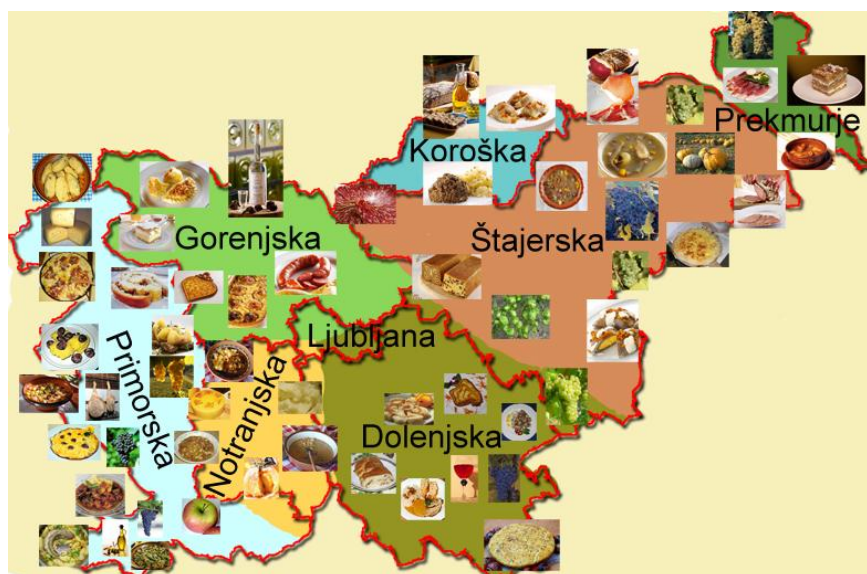 Prekmurje
Koroška
Štajerska
Gorenjska
Ljubljana
Primorska
Notranjska
Dolenjska